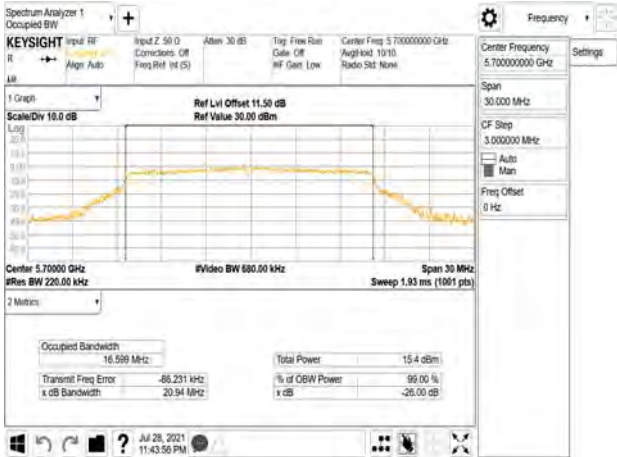 Spectrum Analyzer 1
Occupied BW
+
Frequency
Settings
KEYSIGHT
R
Input: RF
Align: Auto
Input Z: 50 Ω
Corrections: Off
Freq Ref: Int (S)
Atten: 30 dB
Trig: Free Run
Gate: Off
#IF Gain: Low
Center Freq: 5.700000000 GHz
Avg|Hold: 10/10
Radio Std: None
Center Frequency
5.700000000 GHz
Span
30.000 MHz
CF Step
3.000000 MHz
Auto
Man
Freq Offset
0 Hz
1 Graph
Scale/Div 10.0 dB
Log
Ref Lvl Offset 11.50 dB
Ref Value 30.00 dBm
Center 5.70000 GHz
#Res BW 220.00 kHz
#Video BW 680.00 kHz
Span 30 MHz
Sweep 1.93 ms (1001 pts)
2 Metrics
Occupied Bandwidth
16.599 MHz
Total Power 15.4 dBm
Transmit Freq Error -86.231 kHz
% of OBW Power 99.00 %
x dB Bandwidth 20.94 MHz
x dB -26.00 dB
?
Jul 28, 2021
11:43:56 PM